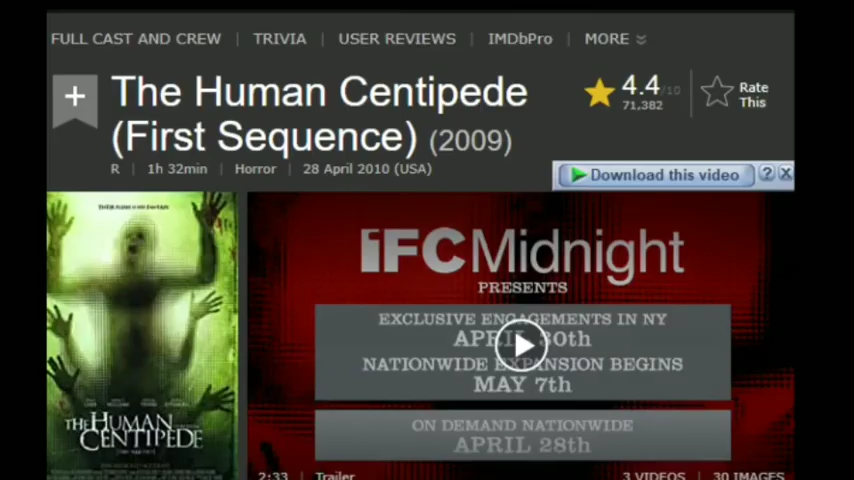 FULL CAST AND CREW | TRIVIA | USER REVIEWS | IMDbPro | MORE
+ The Human Centipede
(First Sequence) (2009)
4.4/10
71,382
Rate
This
R | 1h 32min | Horror | 28 April 2010 (USA)
Download this video ? X
THE HUMAN
CENTIPEDE
IFC Midnight
PRESENTS
EXCLUSIVE ENGAGEMENTS IN NY
APRIL 30th
NATIONWIDE EXPANSION BEGINS
MAY 7th
ON DEMAND NATIONWIDE
APRIL 28th
2:33 Trailer
3 VIDEOS | 30 IMAGES